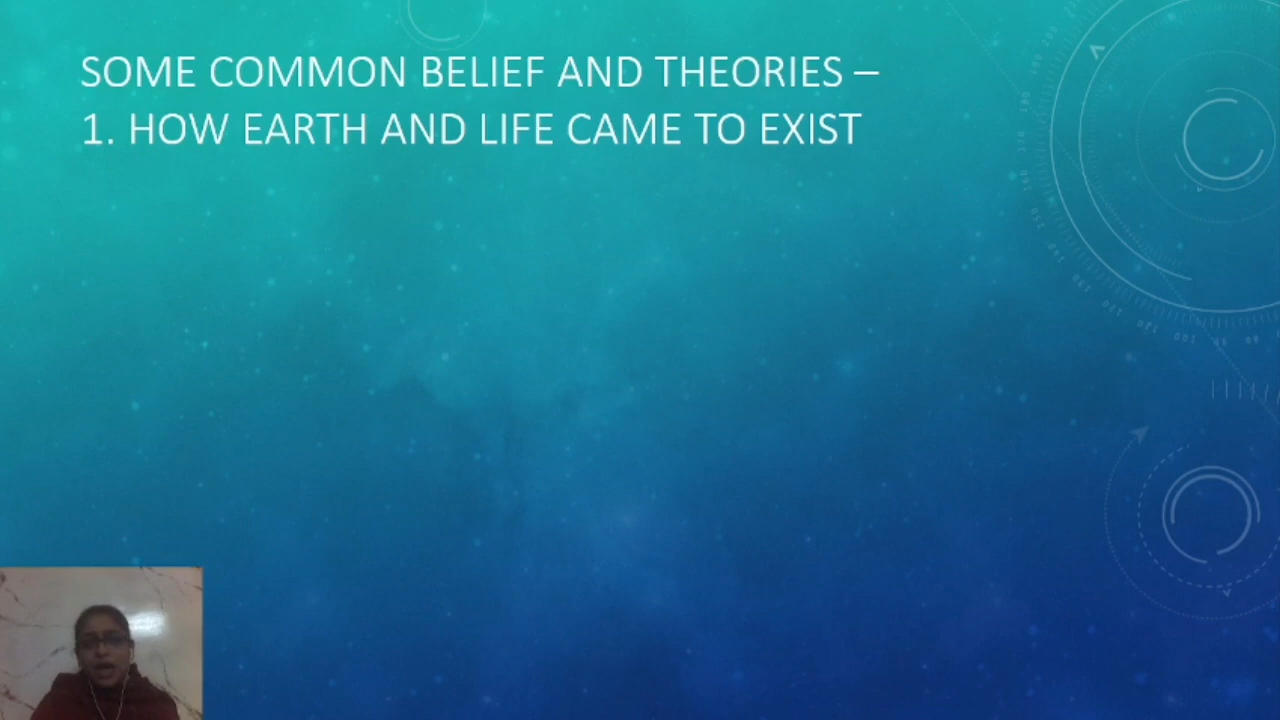 SOME COMMON BELIEF AND THEORIES –
1. HOW EARTH AND LIFE CAME TO EXIST